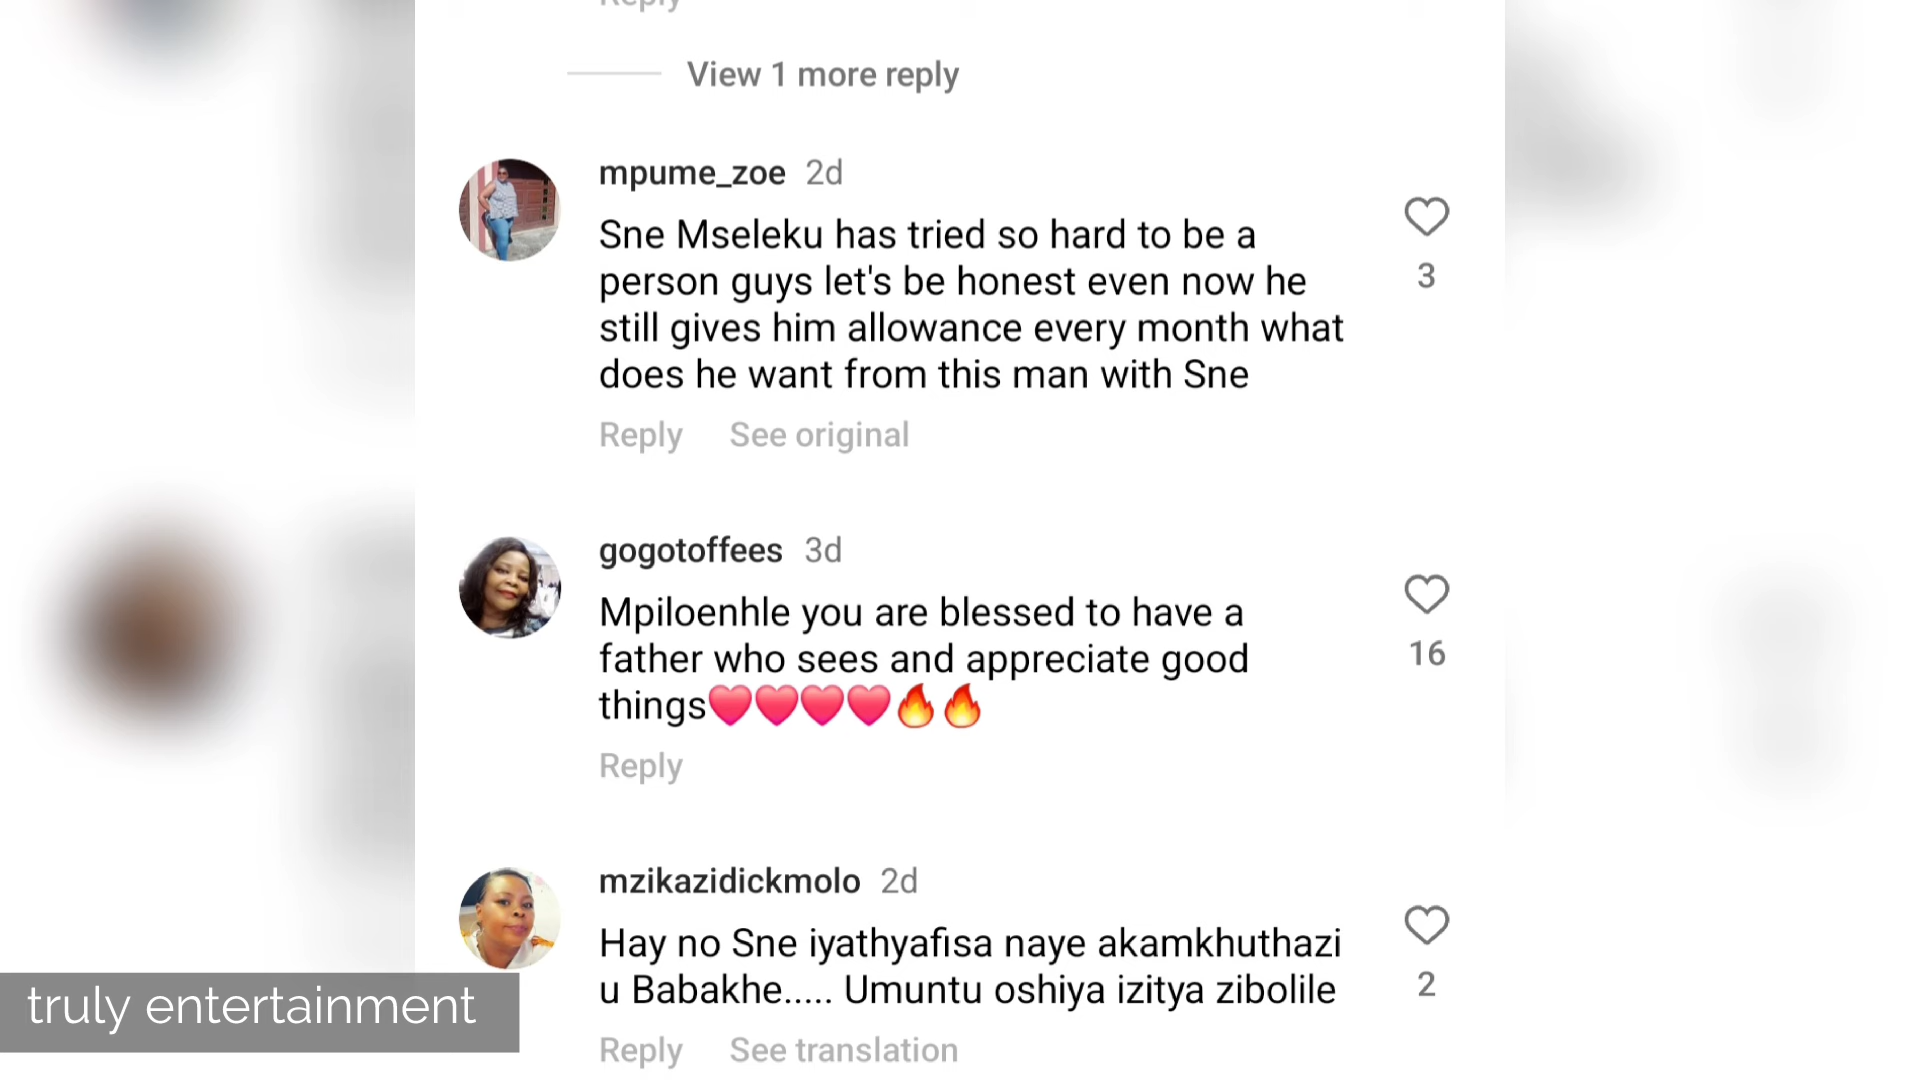 Reply
View 1 more reply
mpume_zoe 2d
Sne Mseleku has tried so hard to be a
person guys let's be honest even now he
still gives him allowance every month what
does he want from this man with Sne
3
Reply See original
gogotoffees 3d
Mpiloenhle you are blessed to have a
father who sees and appreciate good
things❤❤❤❤🔥🔥
16
Reply
mzikazidickmolo 2d
Hay no Sne iyathyafisa naye akamkhuthazi
u Babakhe..... Umuntu oshiya izitya zibolile
2
Reply See translation
truly entertainment